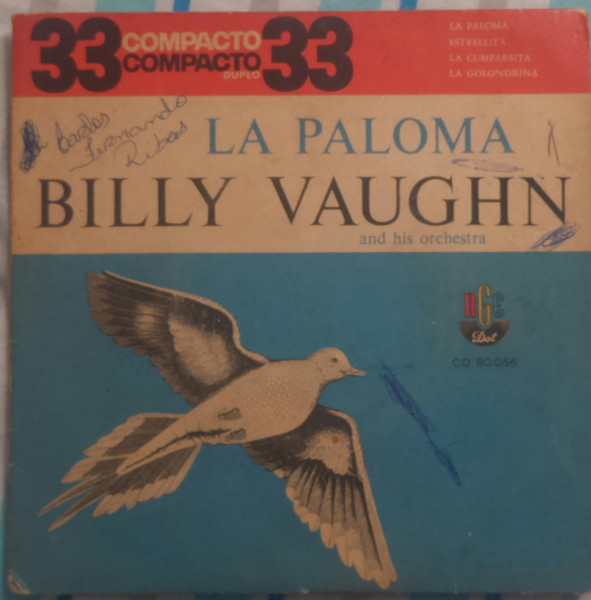 33 COMPACTO 33
COMPACTO
DUPLO
LA PALOMA
ESTRELLITA
LA CUMPARSITA
LA GOLONDRINA
Carlos
Fernando
Ribas
LA PALOMA
BILLY VAUGHN
and his orchestra
RGE
Dot
CD 80.056